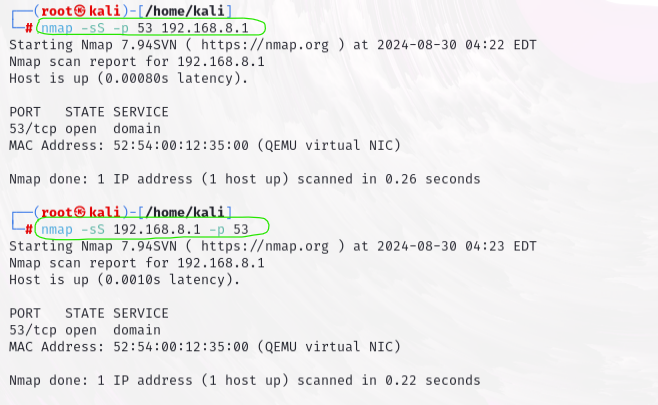 ┌──(root㉿kali)-[/home/kali]
└─# nmap -sS -p 53 192.168.8.1
Starting Nmap 7.94SVN ( https://nmap.org ) at 2024-08-30 04:22 EDT
Nmap scan report for 192.168.8.1
Host is up (0.00080s latency).
PORT   STATE SERVICE
53/tcp open  domain
MAC Address: 52:54:00:12:35:00 (QEMU virtual NIC)
Nmap done: 1 IP address (1 host up) scanned in 0.26 seconds
┌──(root㉿kali)-[/home/kali]
└─# nmap -sS 192.168.8.1 -p 53
Starting Nmap 7.94SVN ( https://nmap.org ) at 2024-08-30 04:23 EDT
Nmap scan report for 192.168.8.1
Host is up (0.0010s latency).
PORT   STATE SERVICE
53/tcp open  domain
MAC Address: 52:54:00:12:35:00 (QEMU virtual NIC)
Nmap done: 1 IP address (1 host up) scanned in 0.22 seconds